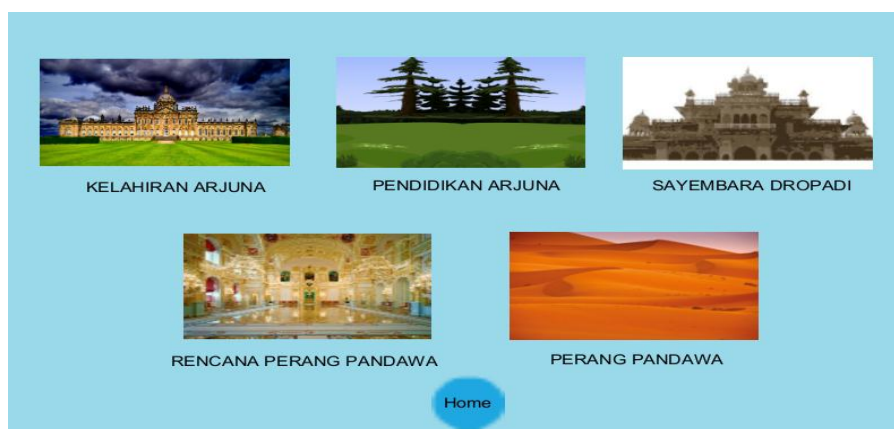 KELAHIRAN ARJUNA
PENDIDIKAN ARJUNA
SAYEMBARA DROPADI
RENCANA PERANG PANDAWA
PERANG PANDAWA
Home